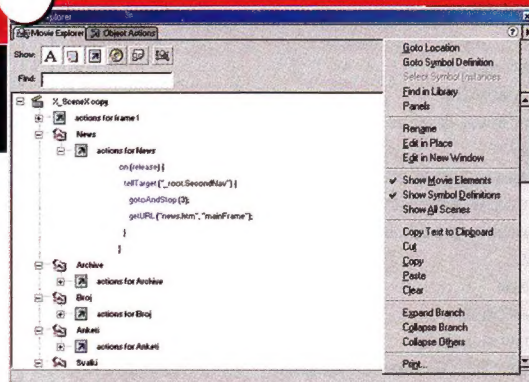 Movie Explorer
Object Actions
Show:
A
Find:
X_SceneX copy
actions for frame 1
News
actions for News
on (release) {
tellTarget ("_root.SecondNav") {
gotoAndStop (3);
getURL ("news.htm", "mainFrame");
}
}
Archive
actions for Archive
Broj
actions for Broj
Anketi
actions for Anketi
Svalki
Goto Location
Goto Symbol Definition
Select Symbol Instances
Find in Library
Panels
Rename
Edit in Place
Edit in New Window
Show Movie Elements
Show Symbol Definitions
Show All Scenes
Copy Text to Clipboard
Cut
Copy
Paste
Clear
Expand Branch
Collapse Branch
Collapse Others
Print...